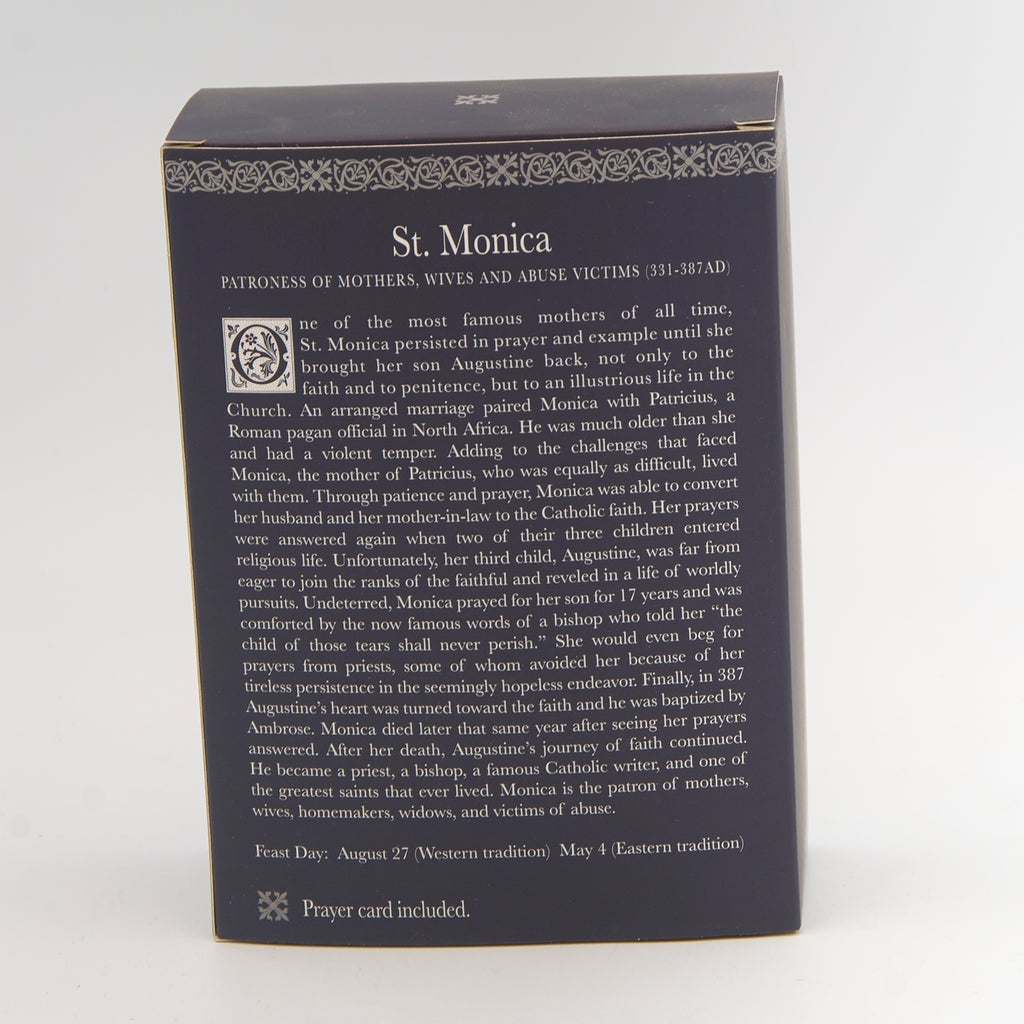 St. Monica
PATRONESS OF MOTHERS, WIVES AND ABUSE VICTIMS (331-387AD)
One of the most famous mothers of all time,
St. Monica persisted in prayer and example until she
brought her son Augustine back, not only to the
faith and to penitence, but to an illustrious life in the
Church. An arranged marriage paired Monica with Patricius, a
Roman pagan official in North Africa. He was much older than she
and had a violent temper. Adding to the challenges that faced
Monica, the mother of Patricius, who was equally as difficult, lived
with them. Through patience and prayer, Monica was able to convert
her husband and her mother-in-law to the Catholic faith. Her prayers
were answered again when two of their three children entered
religious life. Unfortunately, her third child, Augustine, was far from
eager to join the ranks of the faithful and reveled in a life of worldly
pursuits. Undeterred, Monica prayed for her son for 17 years and was
comforted by the now famous words of a bishop who told her “the
child of those tears shall never perish.” She would even beg for
prayers from priests, some of whom avoided her because of her
tireless persistence in the seemingly hopeless endeavor. Finally, in 387
Augustine’s heart was turned toward the faith and he was baptized by
Ambrose. Monica died later that same year after seeing her prayers
answered. After her death, Augustine’s journey of faith continued.
He became a priest, a bishop, a famous Catholic writer, and one of
the greatest saints that ever lived. Monica is the patron of mothers,
wives, homemakers, widows, and victims of abuse.
Feast Day: August 27 (Western tradition) May 4 (Eastern tradition)
Prayer card included.